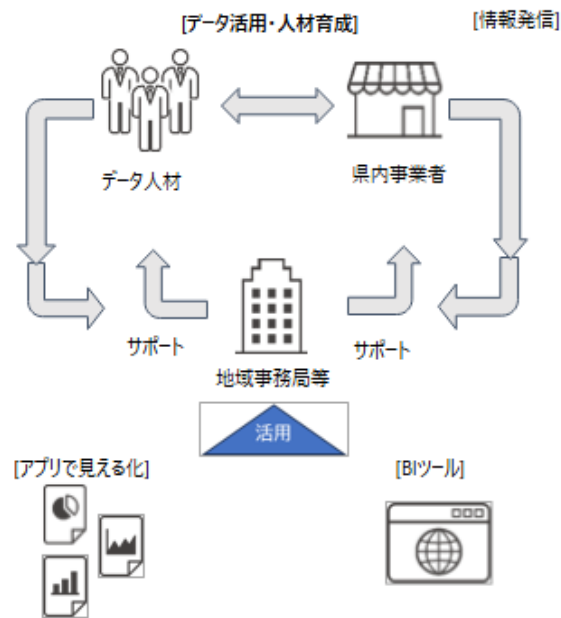 [データ活用・人材育成]
[情報発信]
データ人材
県内事業者
サポート
サポート
地域事務局等
活用
[アプリで見える化]
[BIツール]